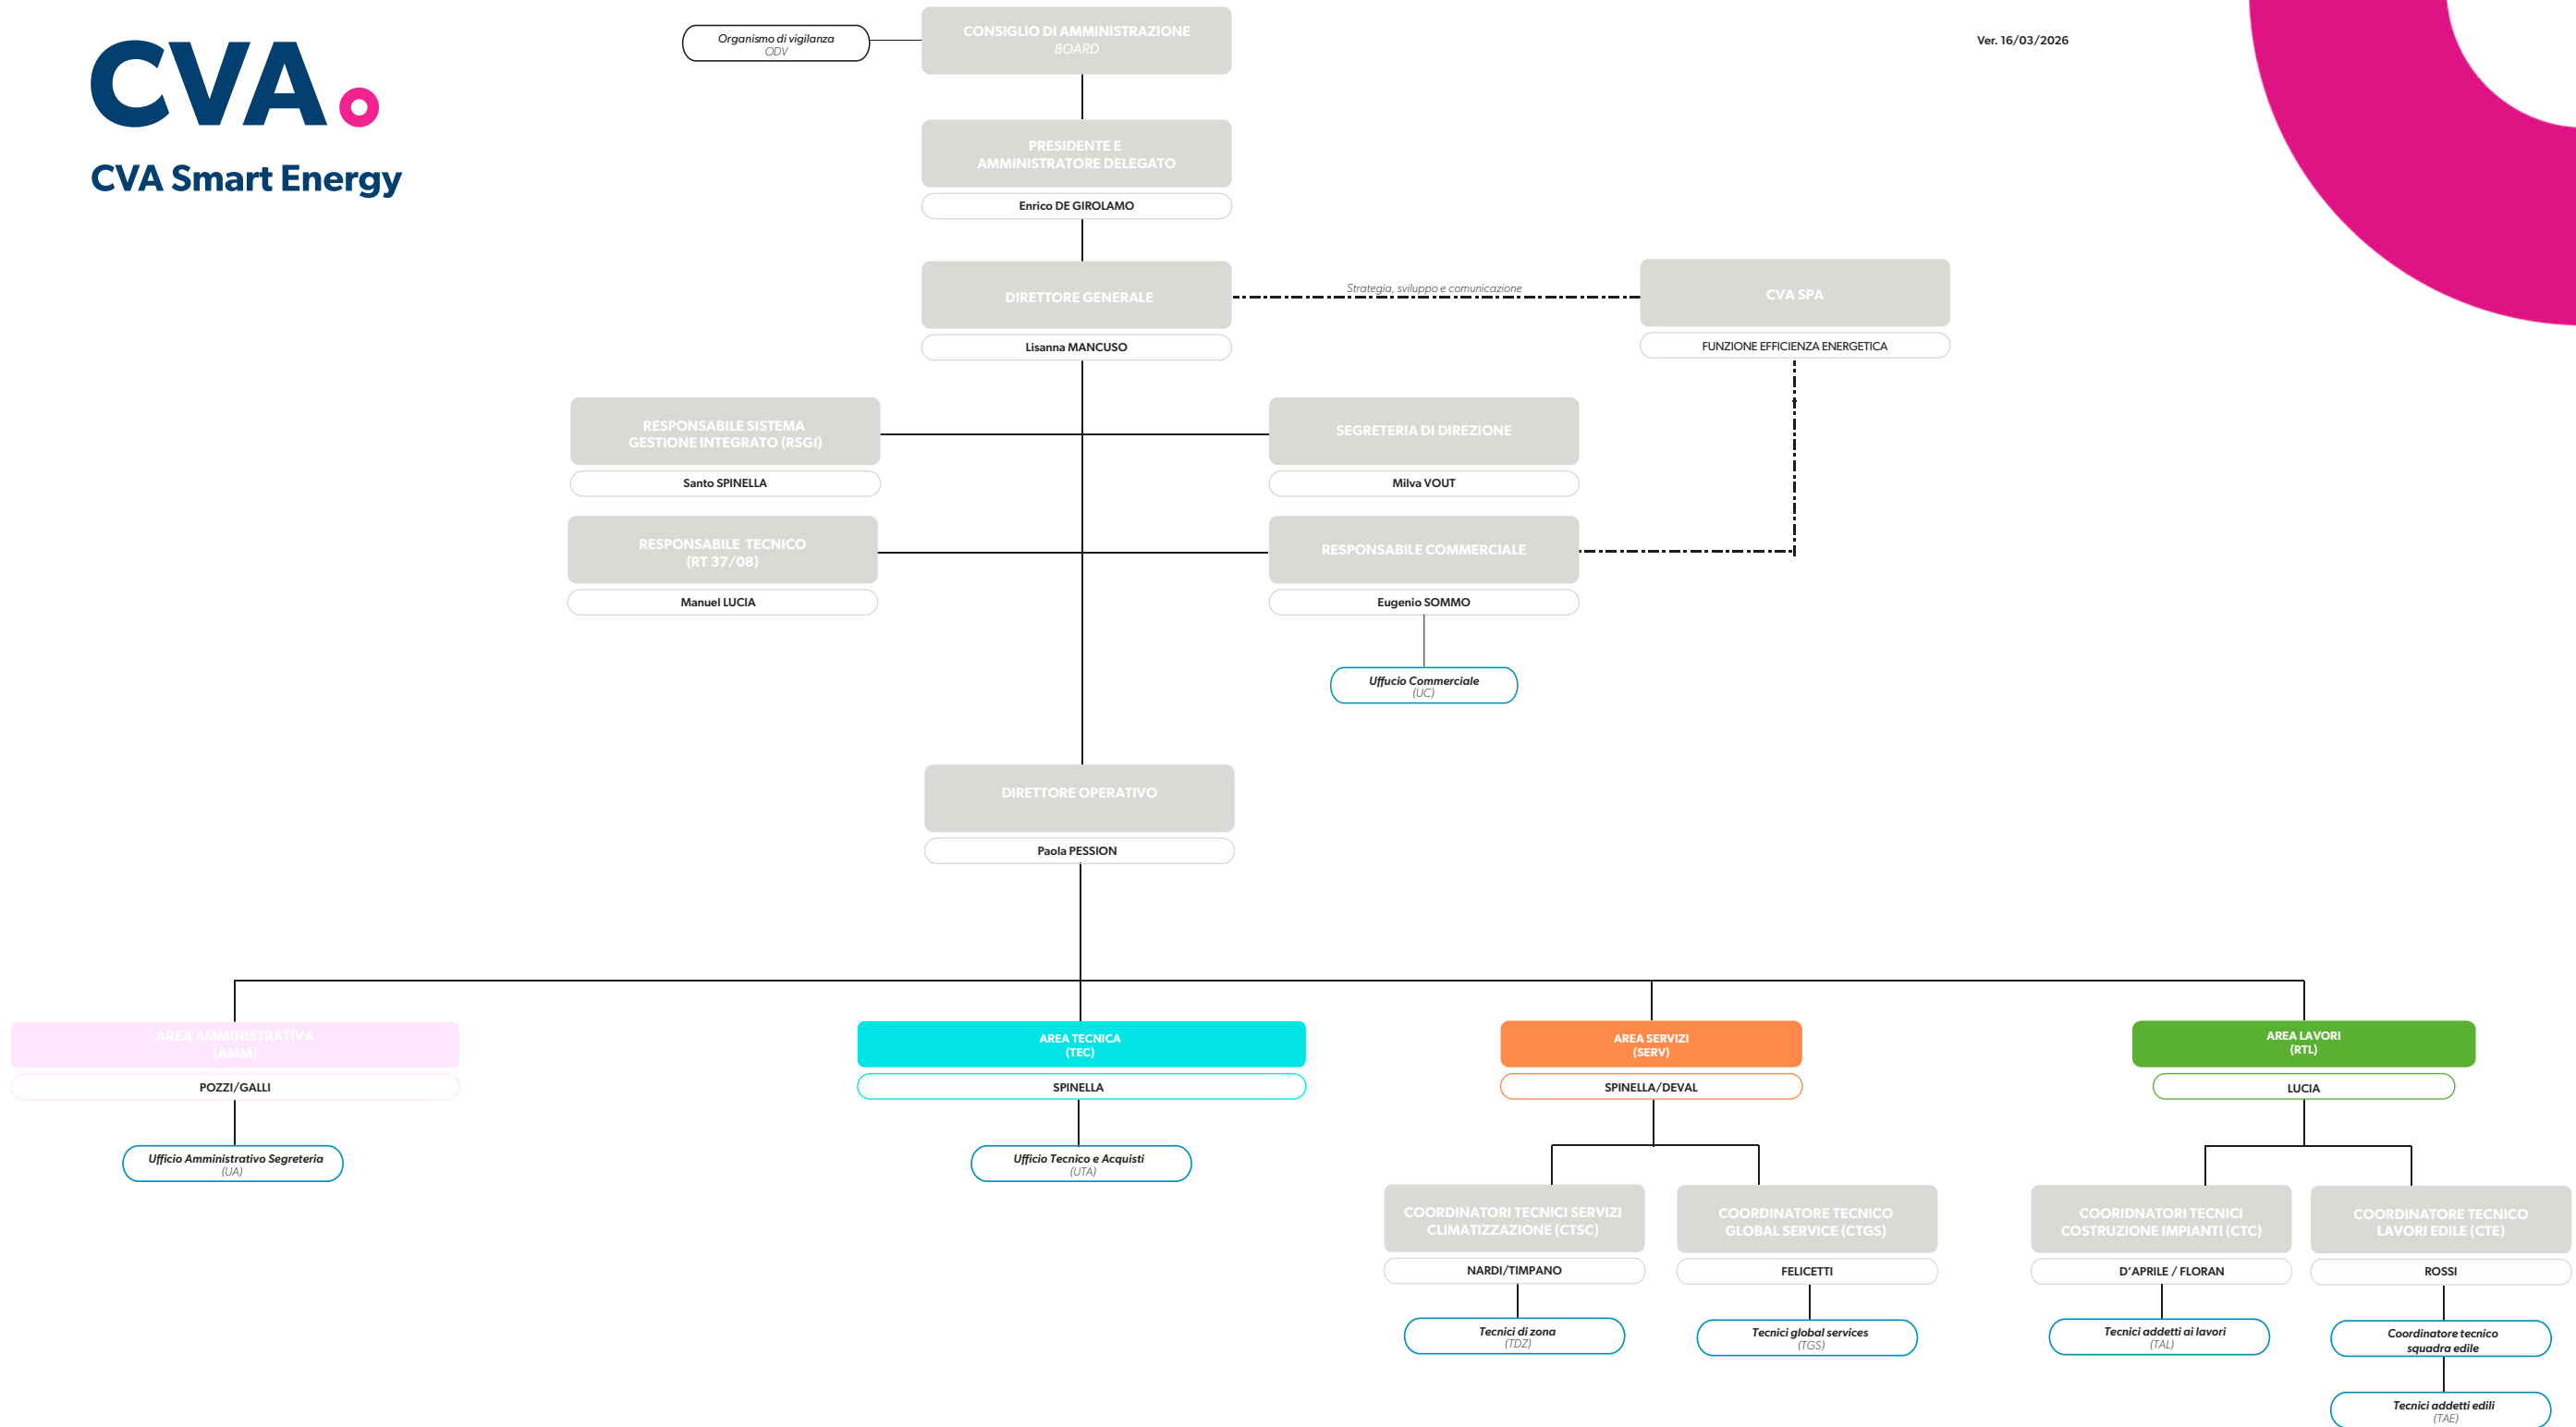 CVA
CVA Smart Energy
Organismo di vigilanza
ODV
CONSIGLIO DI AMMINISTRAZIONE
BOARD
Ver. 16/03/2026
PRESIDENTE E
AMMINISTRATORE DELEGATO
Enrico DE GIROLAMO
DIRETTORE GENERALE
Lisanna MANCUSO
Strategia, sviluppo e comunicazione
CVA SPA
FUNZIONE EFFICIENZA ENERGETICA
RESPONSABILE SISTEMA
GESTIONE INTEGRATO (RSGI)
Santo SPINELLA
SEGRETERIA DI DIREZIONE
Milva VOUT
RESPONSABILE TECNICO
(RT 37/08)
Manuel LUCIA
RESPONSABILE COMMERCIALE
Eugenio SOMMO
Uffucio Commerciale
(UC)
DIRETTORE OPERATIVO
Paola PESSION
AREA AMMINISTRATIVA
(AMM)
POZZI/GALLI
Ufficio Amministrativo Segreteria
(UA)
AREA TECNICA
(TEC)
SPINELLA
Ufficio Tecnico e Acquisti
(UTA)
AREA SERVIZI
(SERV)
SPINELLA/DEVAL
AREA LAVORI
(RTL)
LUCIA
COORDINATORI TECNICI SERVIZI
CLIMATIZZAZIONE (CTSC)
NARDI/TIMPANO
Tecnici di zona
(TDZ)
COORDINATORE TECNICO
GLOBAL SERVICE (CTGS)
FELICETTI
Tecnici global services
(TGS)
COORIDNATORI TECNICI
COSTRUZIONE IMPIANTI (CTC)
D'APRILE / FLORAN
Tecnici addetti ai lavori
(TAL)
COORDINATORE TECNICO
LAVORI EDILE (CTE)
ROSSI
Coordinatore tecnico
squadra edile
Tecnici addetti edili
(TAE)